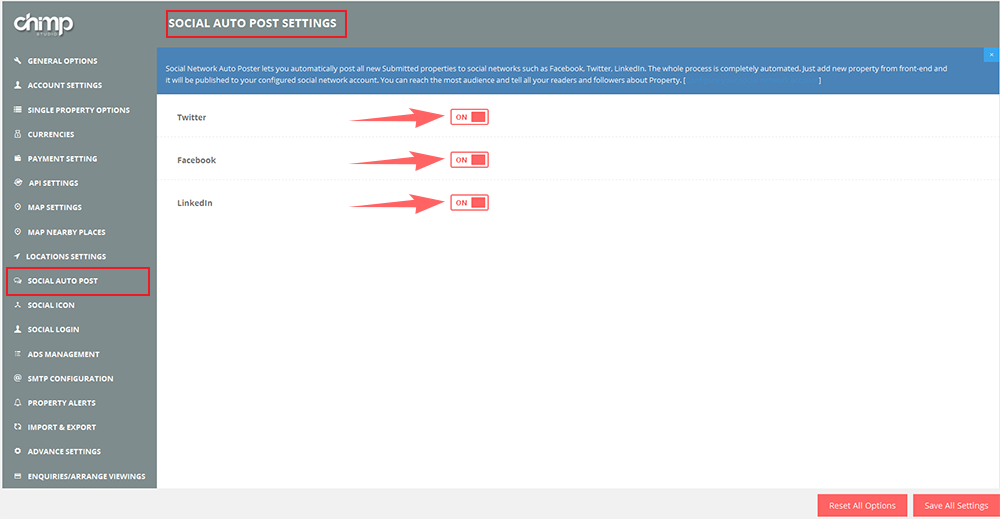 chimp
STUDIO
SOCIAL AUTO POST SETTINGS
GENERAL OPTIONS
ACCOUNT SETTINGS
SINGLE PROPERTY OPTIONS
CURRENCIES
PAYMENT SETTING
API SETTINGS
MAP SETTINGS
MAP NEARBY PLACES
LOCATIONS SETTINGS
SOCIAL AUTO POST
SOCIAL ICON
SOCIAL LOGIN
ADS MANAGEMENT
SMTP CONFIGURATION
PROPERTY ALERTS
IMPORT & EXPORT
ADVANCE SETTINGS
ENQUIRIES/ARRANGE VIEWINGS
×
Social Network Auto Poster lets you automatically post all new Submitted properties to social networks such as Facebook, Twitter, LinkedIn. The whole process is completely automated. Just add new property from front-end and
it will be published to your configured social network account. You can reach the most audience and tell all your readers and followers about Property. [ ]
Twitter ON
Facebook ON
LinkedIn ON
Reset All Options Save All Settings